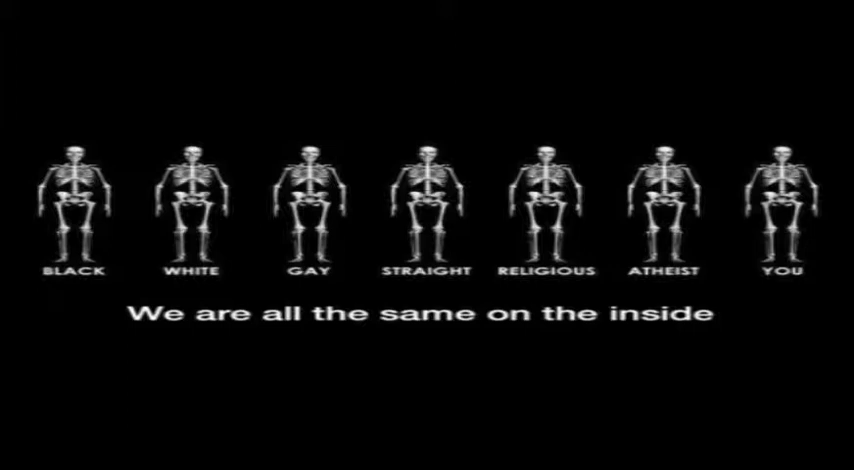 BLACK WHITE GAY STRAIGHT RELIGIOUS ATHEIST YOU
We are all the same on the inside